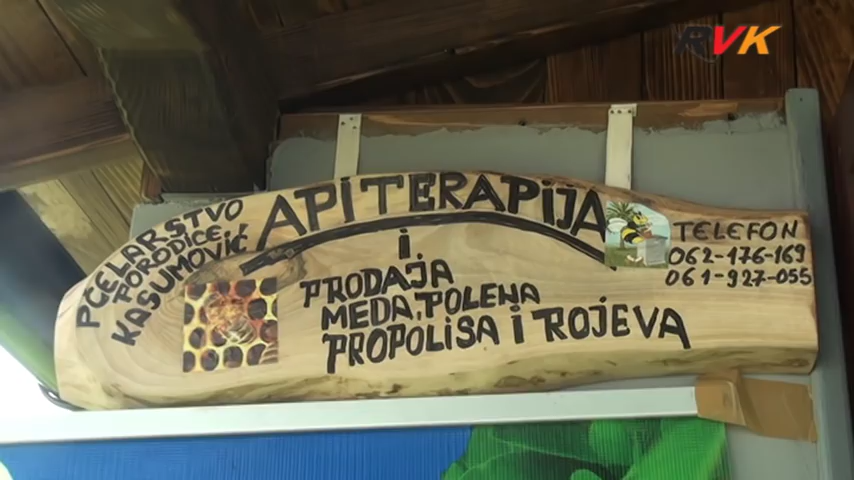 RVK
PČELARSTVO
PORODICE
KASUMOVIĆ
APITERAPIJA
i
PRODAJA
MEDA, POLENA
PROPOLISA i ROJEVA
TELEFON
062-176-169
061-927-055